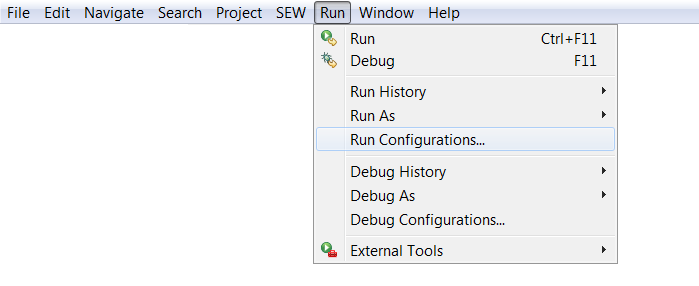 File Edit Navigate Search Project SEW Run Window Help
Run Ctrl+F11
Debug F11
Run History
Run As
Run Configurations...
Debug History
Debug As
Debug Configurations...
External Tools